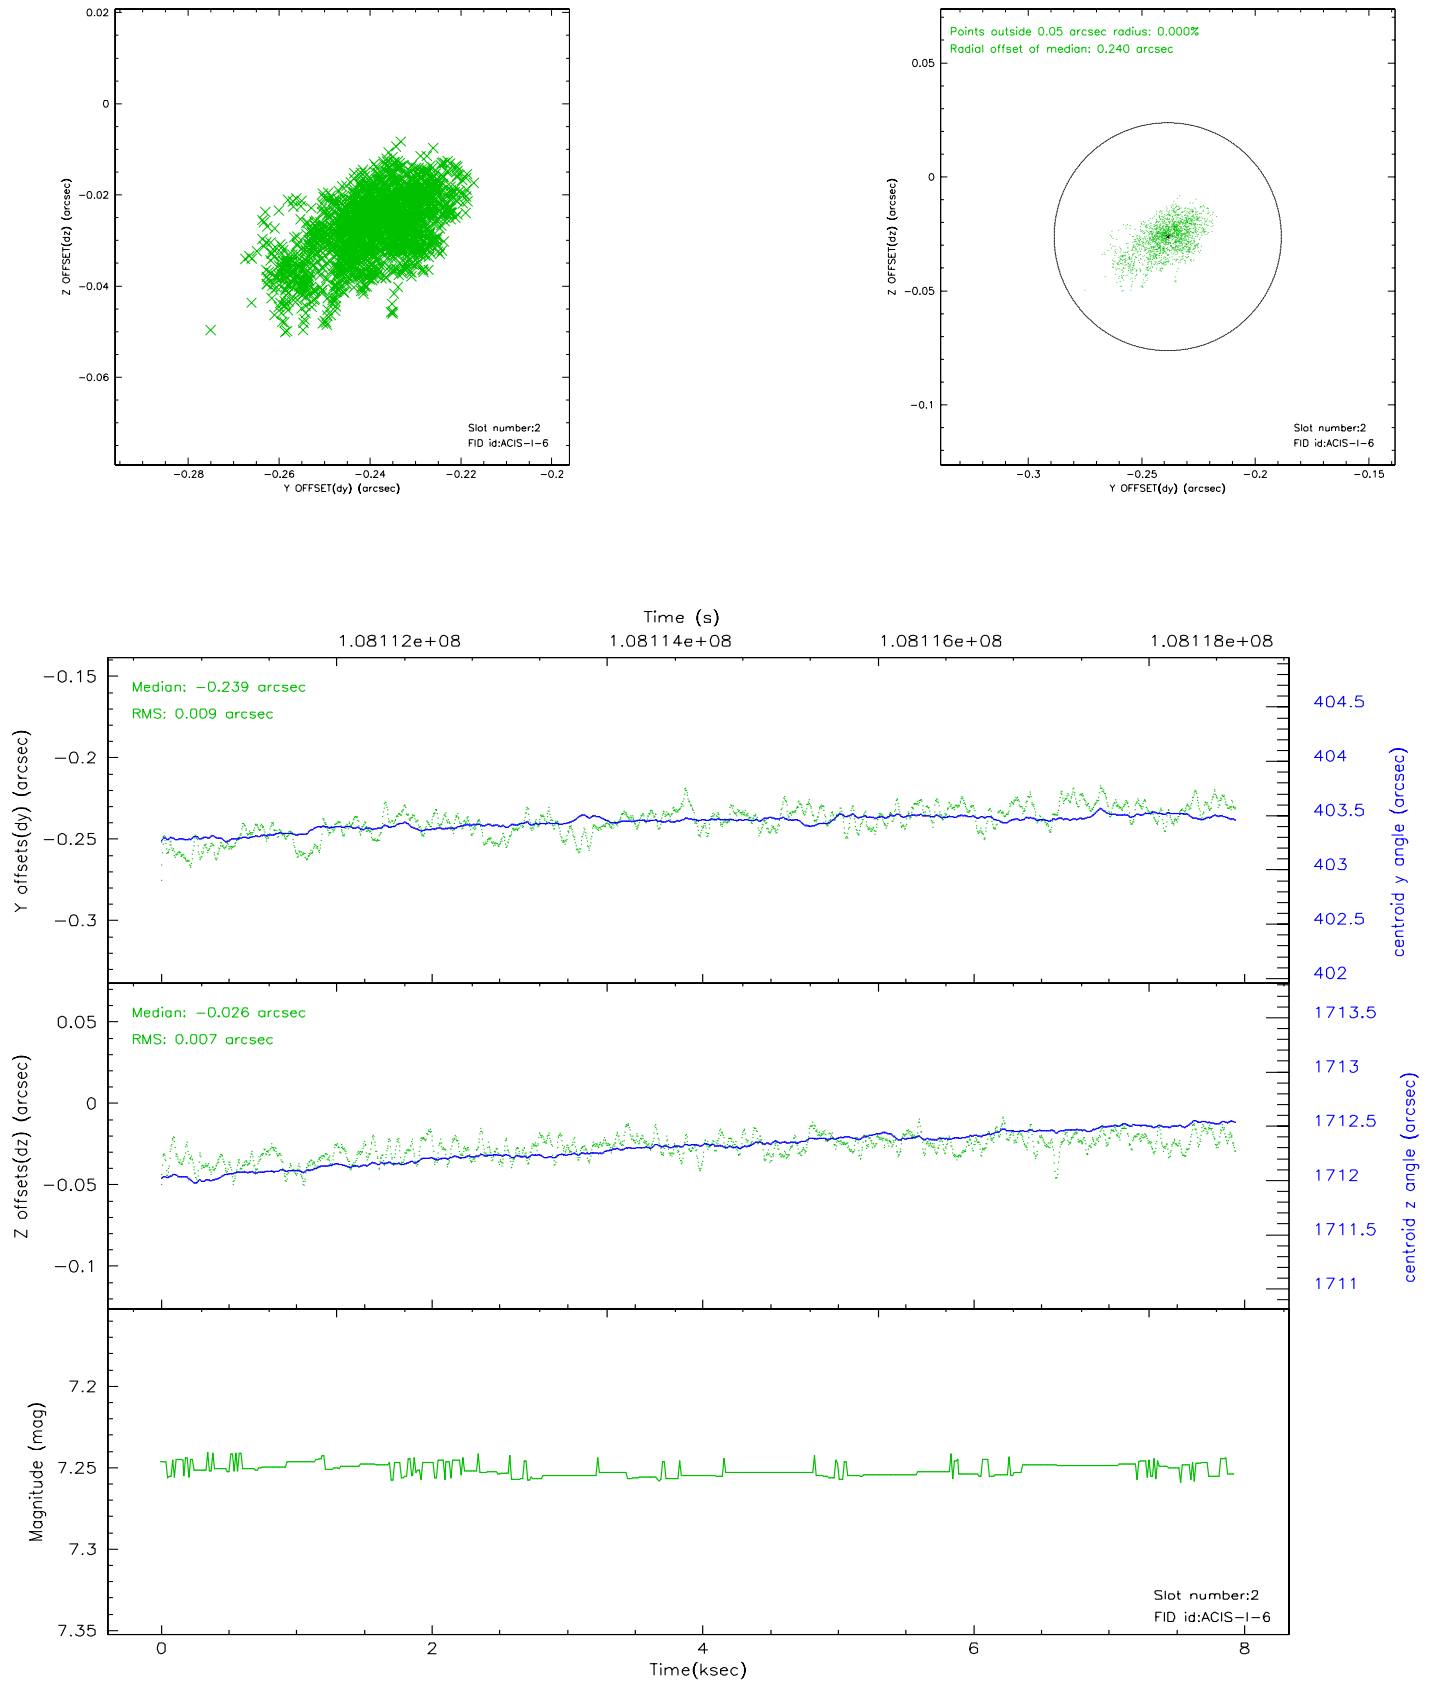 0.02
0
−0.02
−0.04
−0.06
Z OFFSET(dz) (arcsec)
Slot number:2
FID id:ACIS−I−6
−0.28
−0.26
−0.24
−0.22
−0.2
Y OFFSET(dy) (arcsec)
Points outside 0.05 arcsec radius: 0.000%
Radial offset of median: 0.240 arcsec
0.05
0
−0.05
−0.1
Z OFFSET(dz) (arcsec)
Slot number:2
FID id:ACIS−I−6
−0.3
−0.25
−0.2
−0.15
Y OFFSET(dy) (arcsec)
Time (s)
1.08112e+08
1.08114e+08
1.08116e+08
1.08118e+08
Median: −0.239 arcsec
RMS: 0.009 arcsec
−0.15
−0.2
−0.25
−0.3
Y offsets(dy) (arcsec)
404.5
404
403.5
403
402.5
402
centroid y angle (arcsec)
Median: −0.026 arcsec
RMS: 0.007 arcsec
0.05
0
−0.05
−0.1
Z offsets(dz) (arcsec)
1713.5
1713
1712.5
1712
1711.5
1711
centroid z angle (arcsec)
7.2
7.25
7.3
7.35
Magnitude (mag)
Slot number:2
FID id:ACIS−I−6
0
2
4
6
8
Time(ksec)